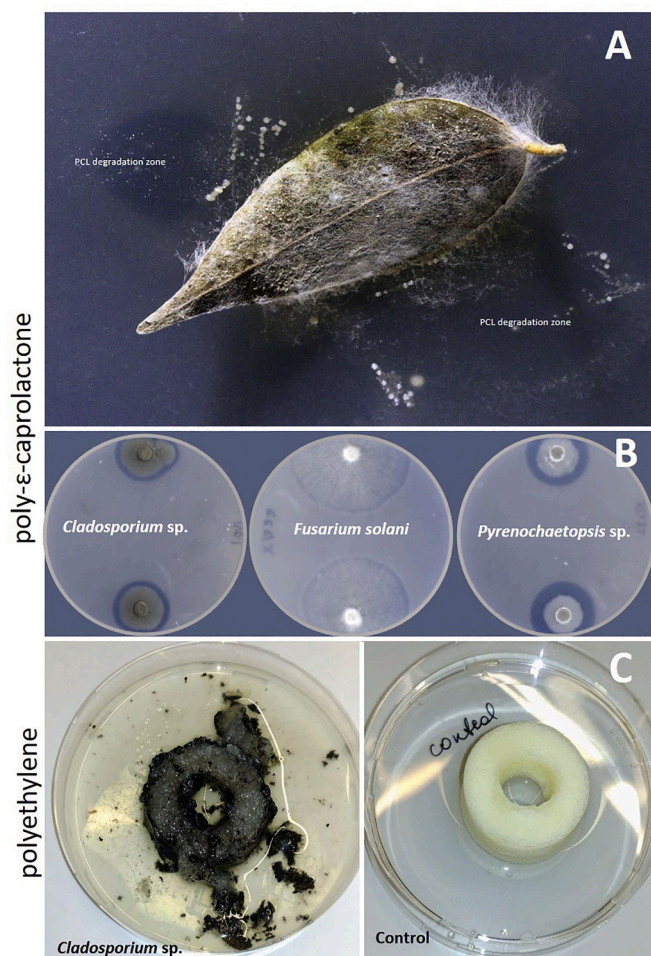 A
PCL degradation zone
PCL degradation zone
poly-ε-caprolactone
B
Cladosporium sp.
Fusarium solani
Pyrenochaetopsis sp.
polyethylene
C
control
Cladosporium sp.
Control